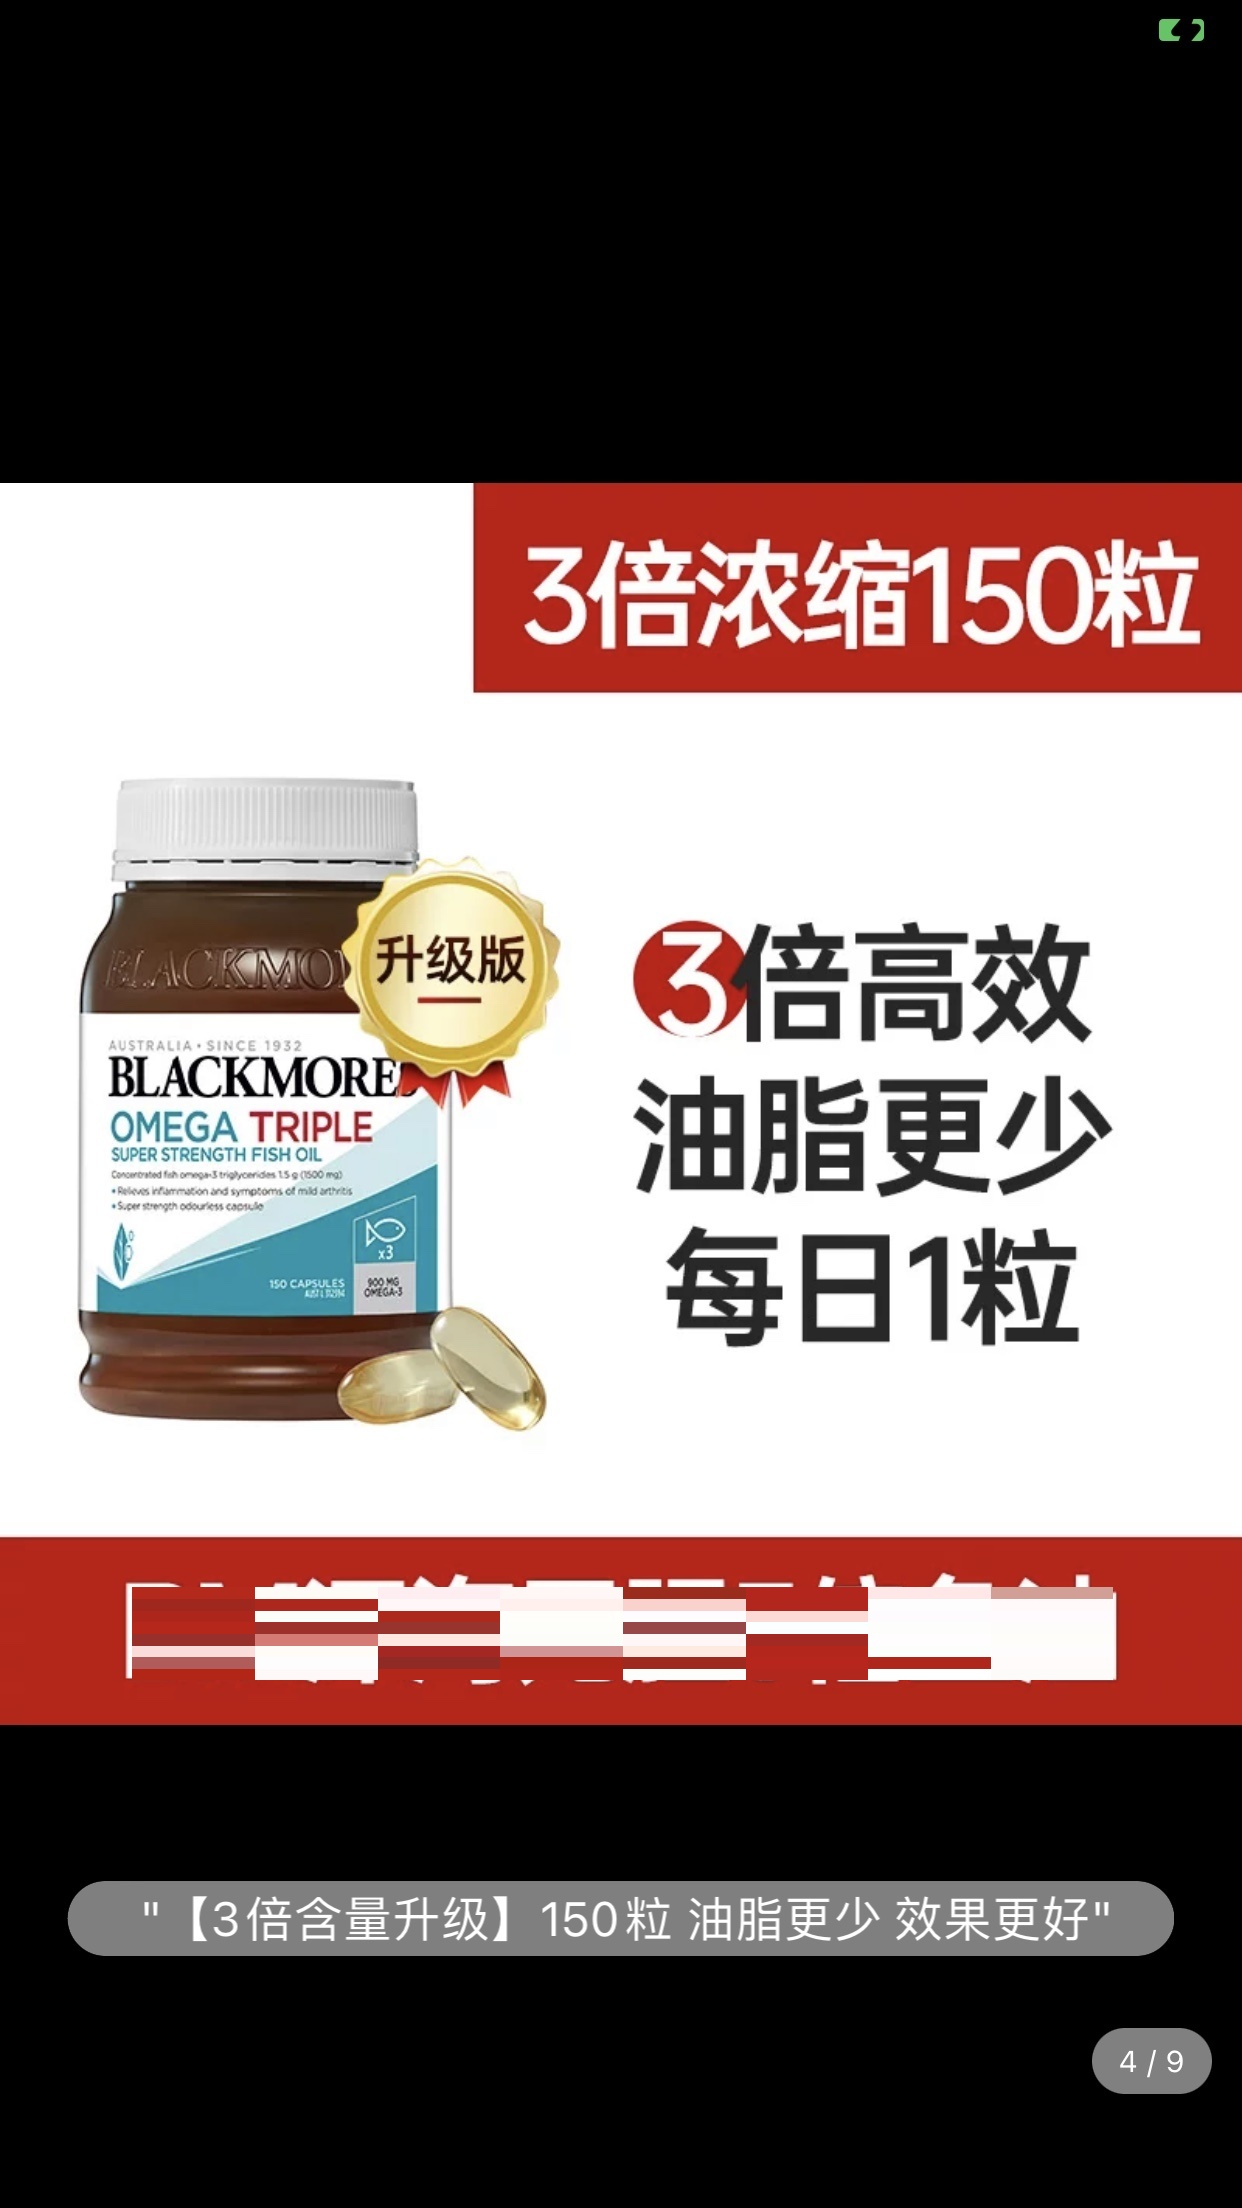 3倍浓缩150粒
升级版
AUSTRALIA • SINCE 1932
BLACKMORES
OMEGA TRIPLE
SUPER STRENGTH FISH OIL
Concentrated fish omega-3 triglycerides 1.5 g (1500 mg)
• Relieves inflammation and symptoms of mild arthritis
• Super strength odourless capsule
x3
150 CAPSULES
900 MG
OMEGA-3
3倍高效
油脂更少
每日1粒
"【3倍含量升级】150粒 油脂更少 效果更好"
4 / 9